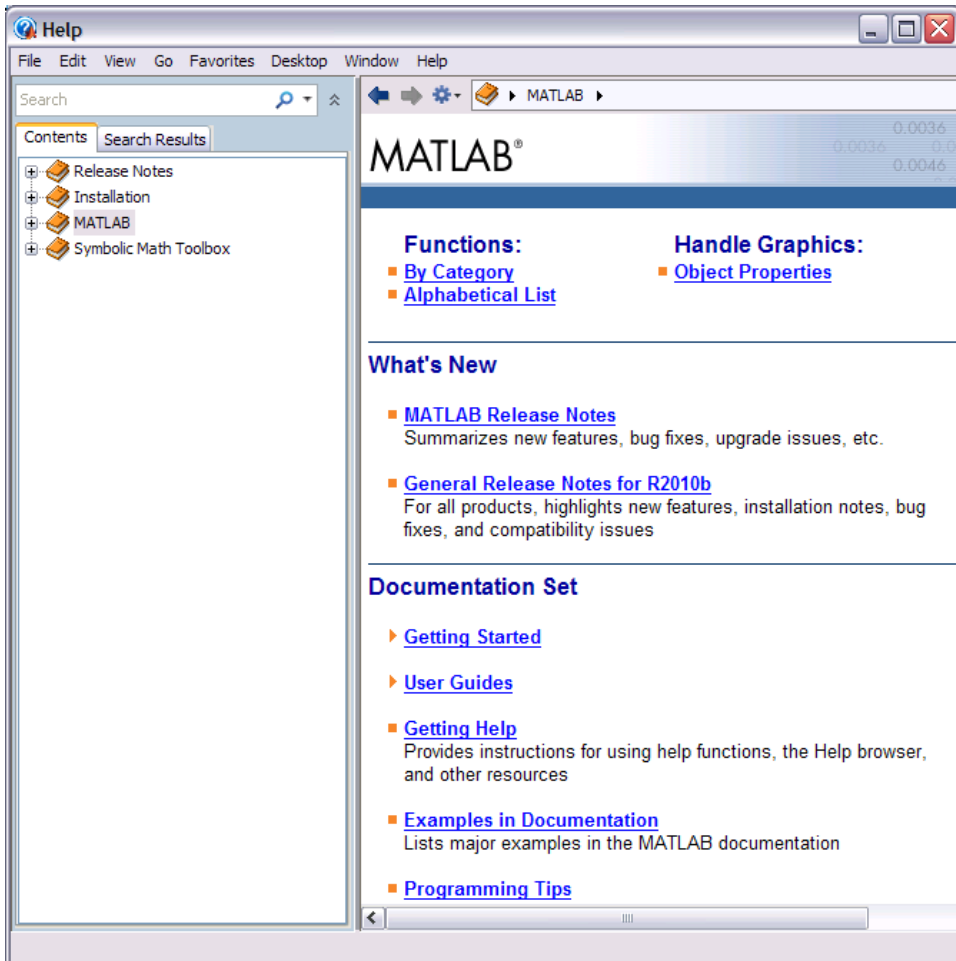 Help
File Edit View Go Favorites Desktop Window Help
Search
MATLAB
Contents Search Results
Release Notes
Installation
MATLAB
Symbolic Math Toolbox
MATLAB®
0.0036
0.0036 0.0
0.0046
Functions:
By Category
Alphabetical List
Handle Graphics:
Object Properties
What's New
MATLAB Release Notes
Summarizes new features, bug fixes, upgrade issues, etc.
General Release Notes for R2010b
For all products, highlights new features, installation notes, bug
fixes, and compatibility issues
Documentation Set
Getting Started
User Guides
Getting Help
Provides instructions for using help functions, the Help browser,
and other resources
Examples in Documentation
Lists major examples in the MATLAB documentation
Programming Tips